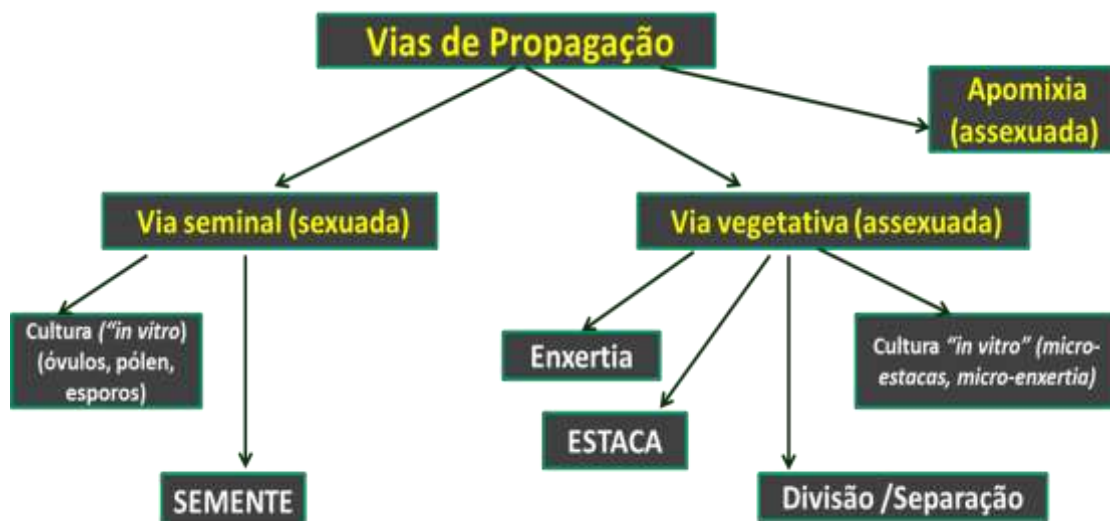 Vias de Propagação
Apomixia
(assexuada)
Via seminal (sexuada)
Via vegetativa (assexuada)
Cultura (“in vitro)
(óvulos, pólen,
esporos)
Enxertia
Cultura “in vitro” (micro-
estacas, micro-enxertia)
ESTACA
SEMENTE
Divisão /Separação